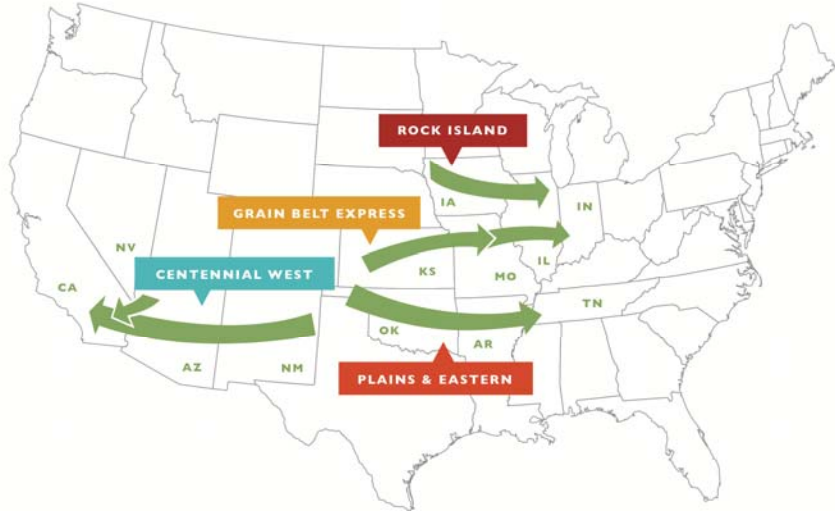 ROCK ISLAND
IA
IN
GRAIN BELT EXPRESS
NV
IL
KS
MO
CENTENNIAL WEST
CA
TN
OK
AR
AZ
NM
PLAINS & EASTERN